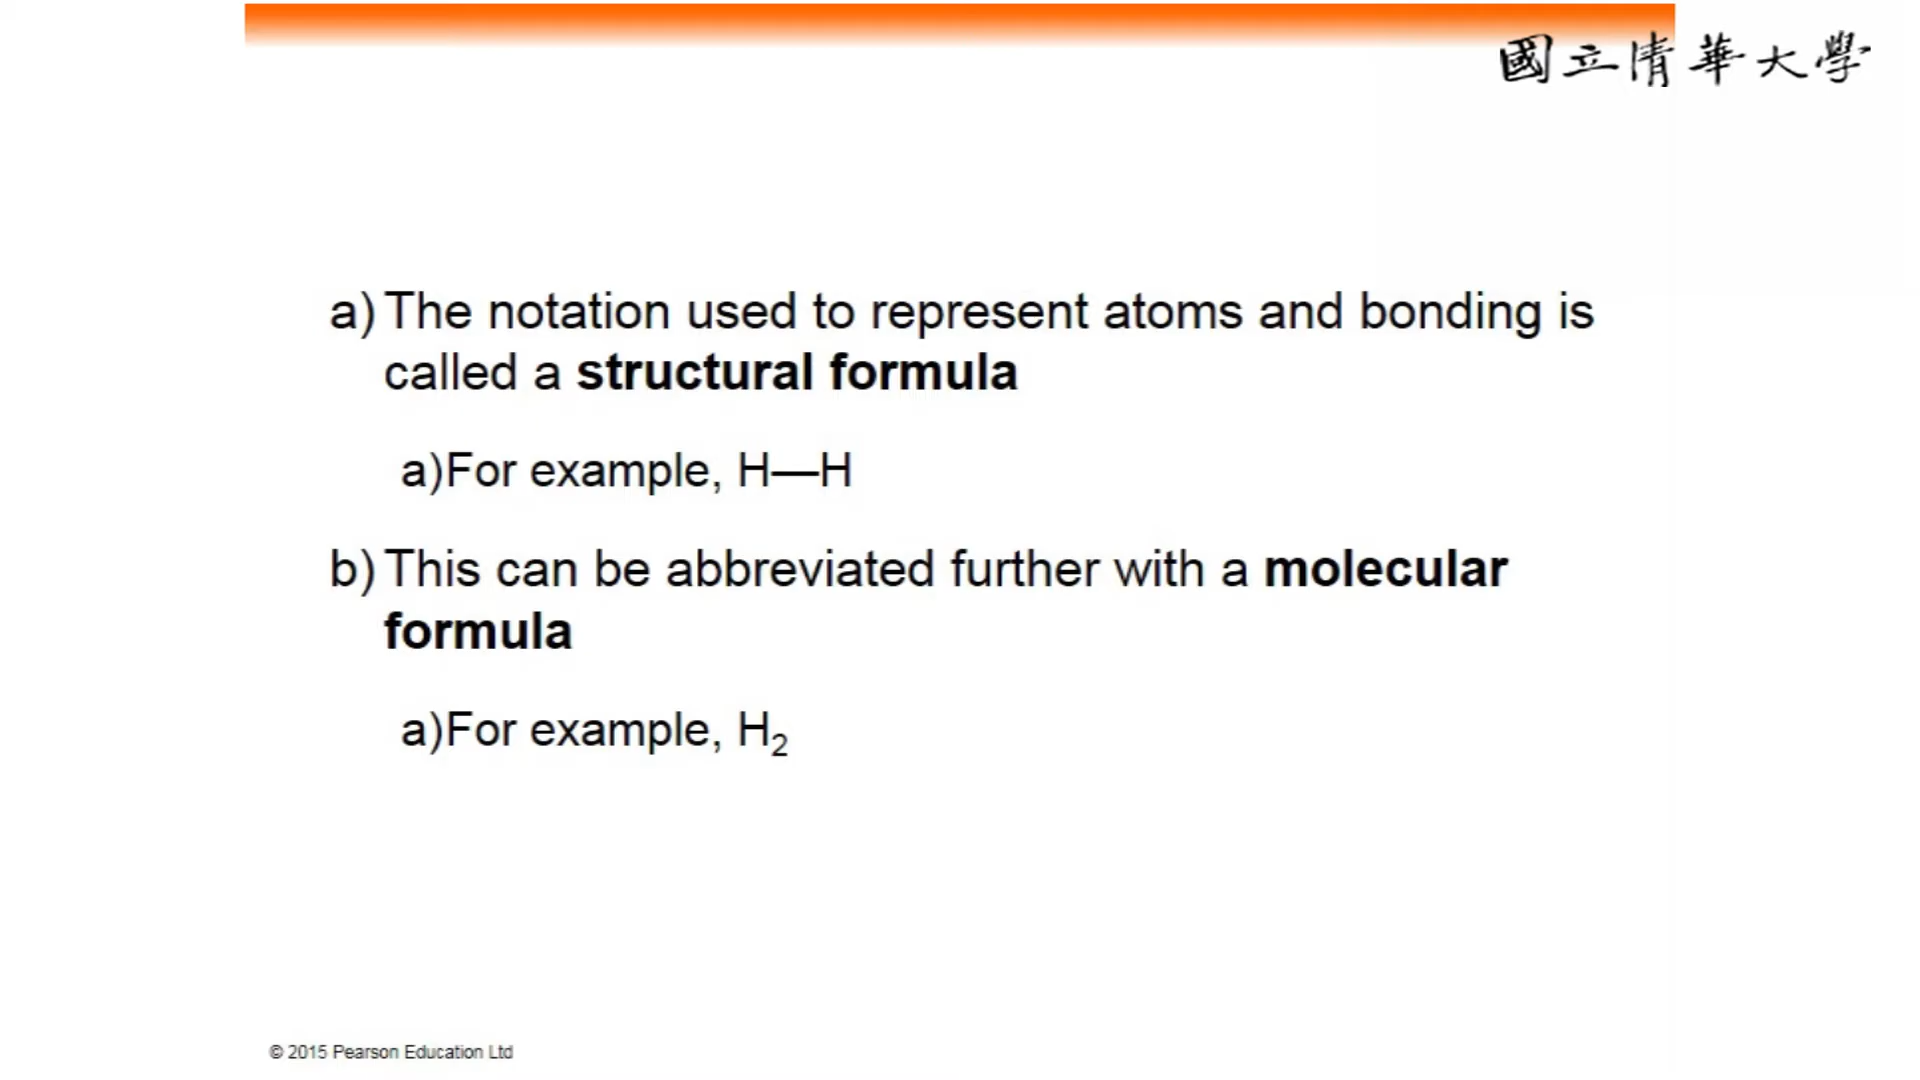 國立清華大學
a) The notation used to represent atoms and bonding is
called a structural formula
a)For example, H—H
b) This can be abbreviated further with a molecular
formula
a)For example, H₂
© 2015 Pearson Education Ltd